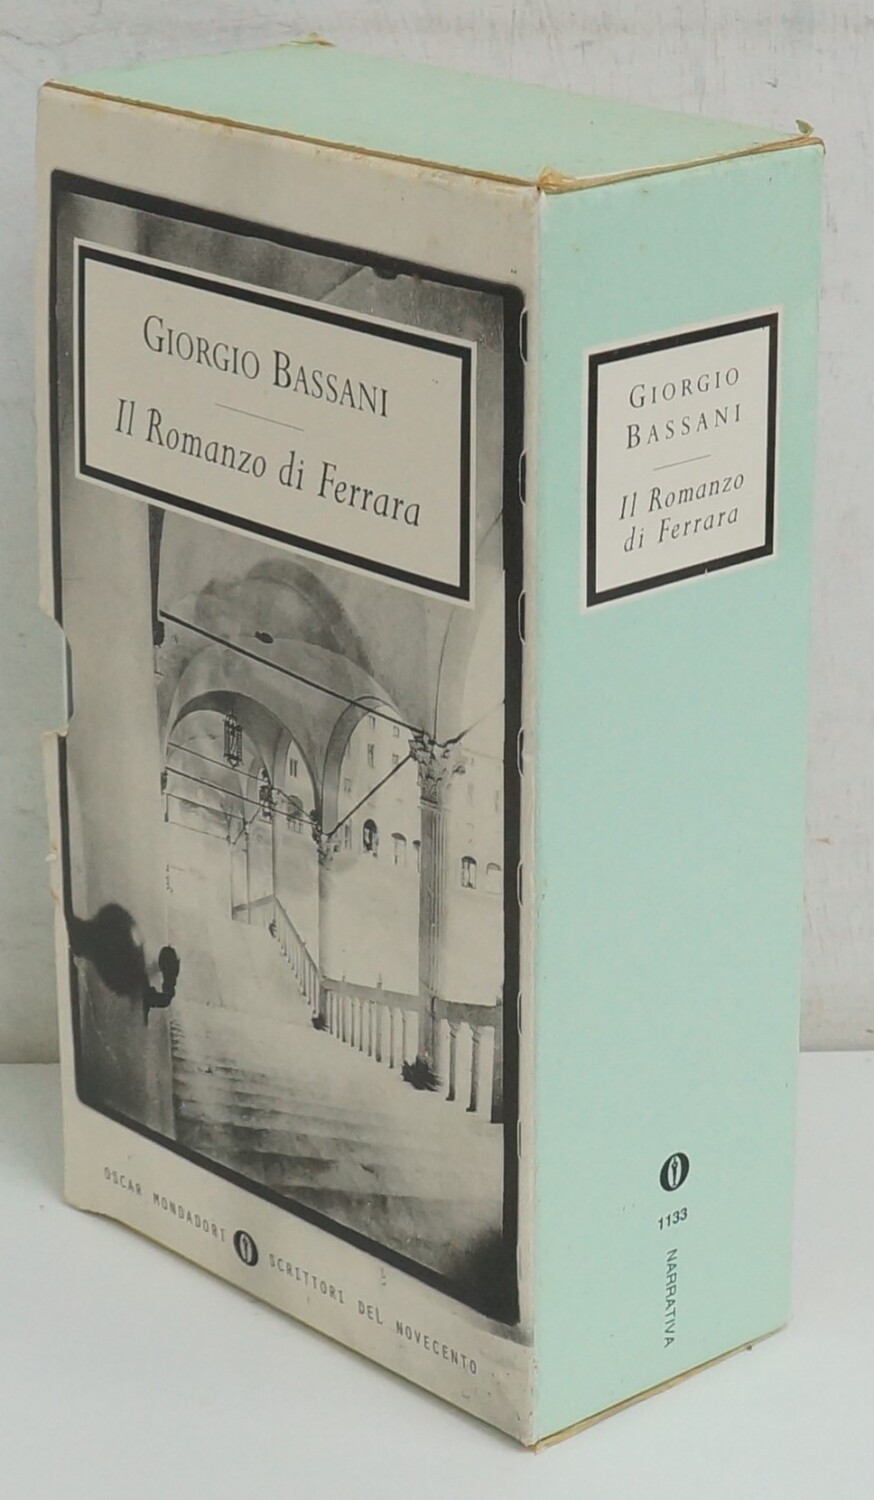 GIORGIO BASSANI
Il Romanzo di Ferrara
OSCAR MONDADORI SCRITTORI DEL NOVECENTO
GIORGIO
BASSANI
Il Romanzo
di Ferrara
1133
NARRATIVA